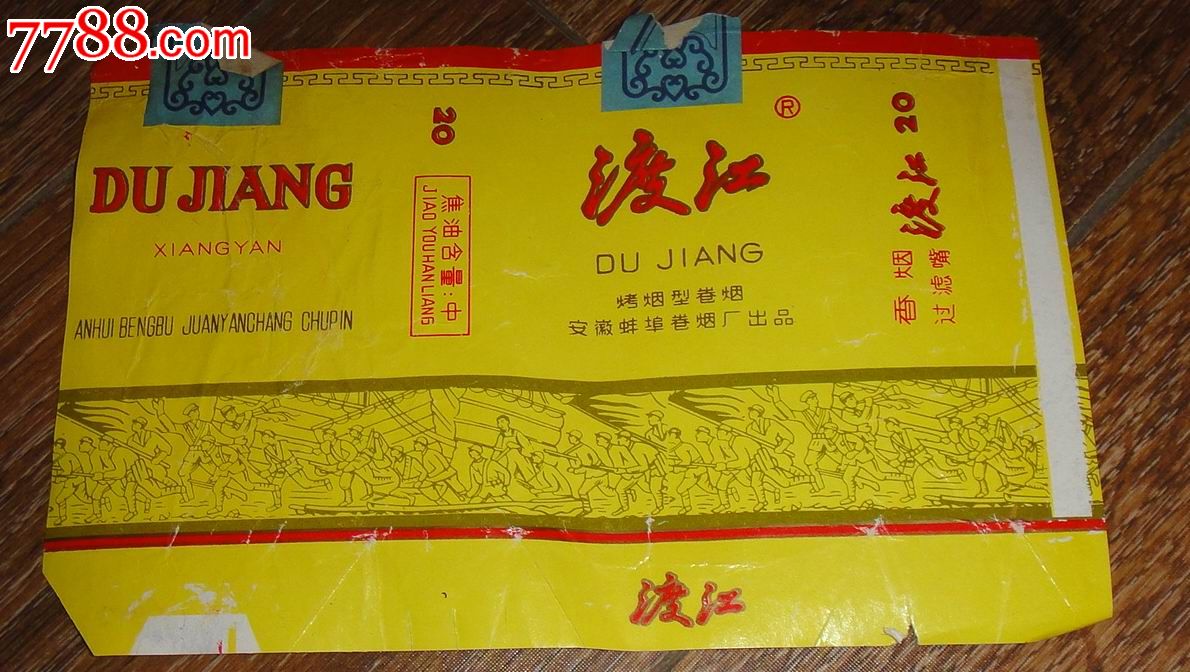 7788.com
DU JIANG
XIANGYAN
ANHUI BENGBU JUANYANCHANG CHUPIN
20
焦油含量:中
JIAO YOUHANLIANG
渡江
®
DU JIANG
烤烟型卷烟
安徽蚌埠卷烟厂出品
渡江 20
香烟
过滤嘴
渡江